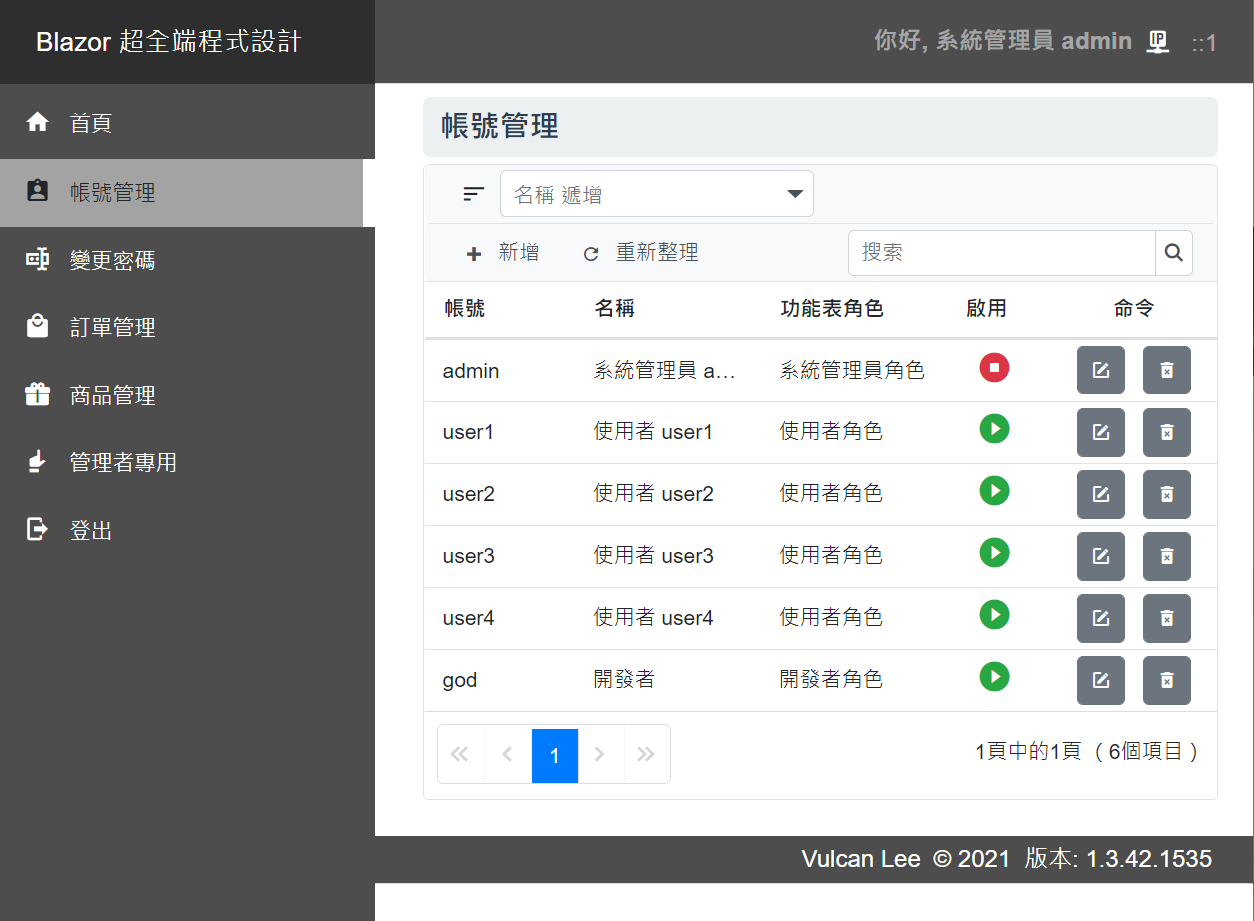 Blazor 超全端程式設計
你好, 系統管理員 admin IP ::1
首頁
帳號管理
變更密碼
訂單管理
商品管理
管理者專用
登出
帳號管理
名稱 遞增
新增 重新整理 搜索
帳號 名稱 功能表角色 啟用 命令
admin 系統管理員 a... 系統管理員角色
user1 使用者 user1 使用者角色
user2 使用者 user2 使用者角色
user3 使用者 user3 使用者角色
user4 使用者 user4 使用者角色
god 開發者 開發者角色
1 1頁中的1頁 ( 6個項目 )
Vulcan Lee © 2021 版本: 1.3.42.1535